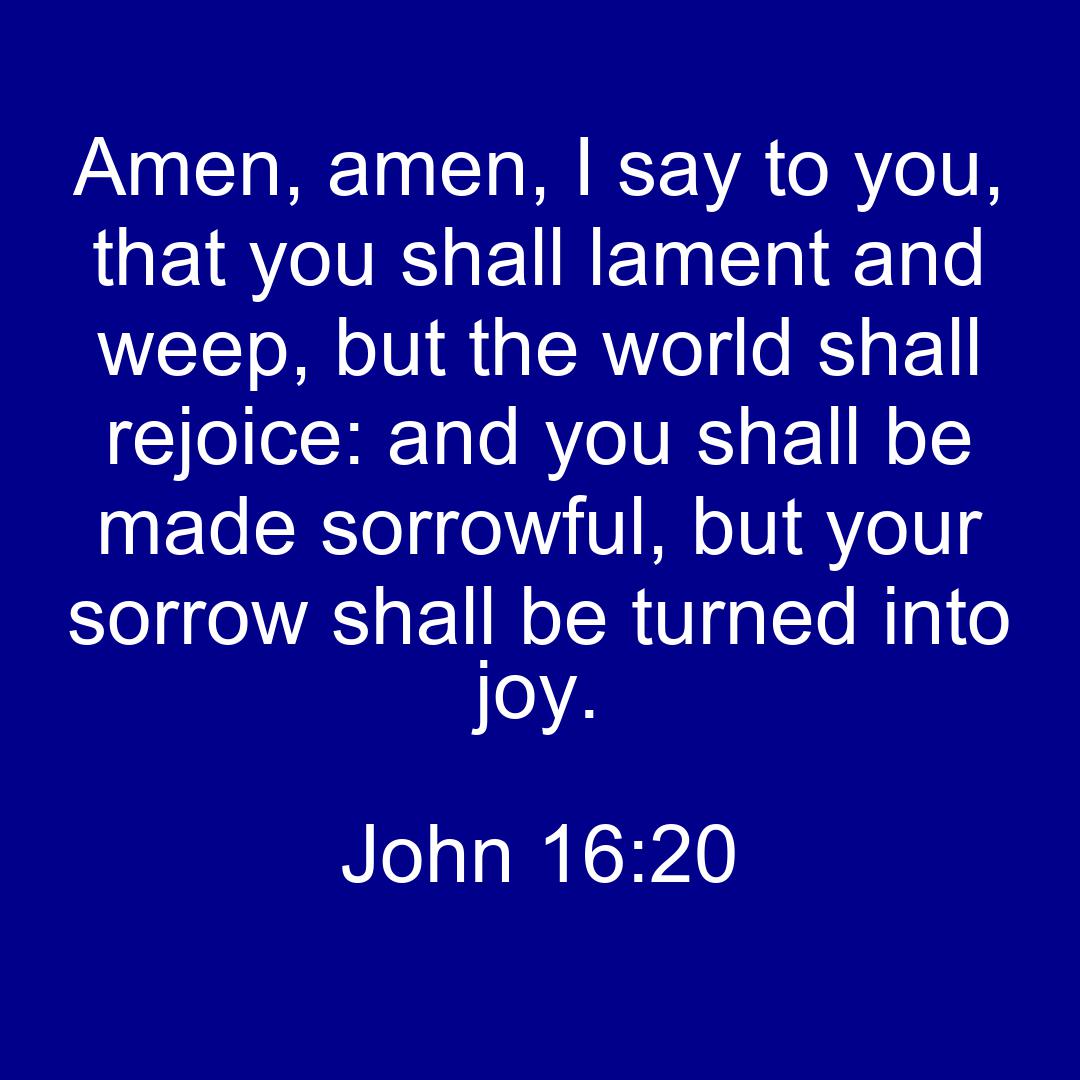 Amen, amen, I say to you,
that you shall lament and
weep, but the world shall
rejoice: and you shall be
made sorrowful, but your
sorrow shall be turned into
joy.
John 16:20